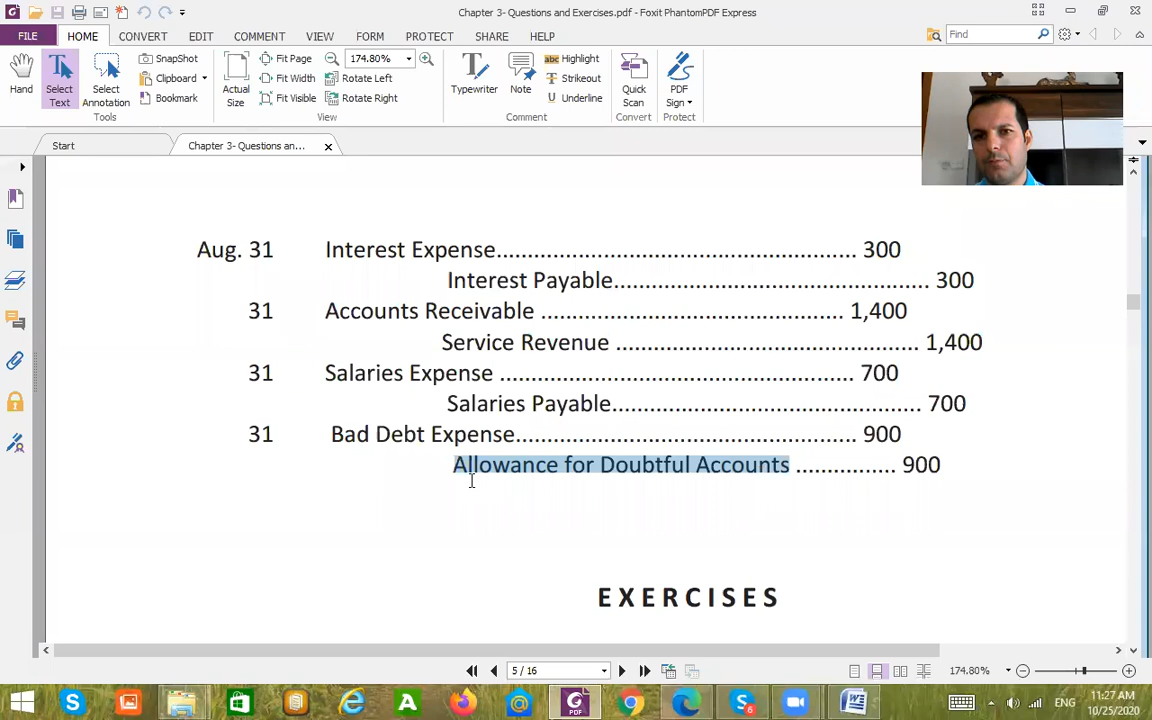 Chapter 3- Questions and Exercises.pdf - Foxit PhantomPDF Express
FILE HOME CONVERT EDIT COMMENT VIEW FORM PROTECT SHARE HELP Find
Hand
Select Text
Select Annotation
SnapShot
Clipboard
Bookmark
Tools
Actual Size
Fit Page
Fit Width
Fit Visible
174.80%
Rotate Left
Rotate Right
View
Typewriter
Note
Highlight
Strikeout
Underline
Comment
Quick Scan
Convert
PDF Sign
Protect
Start Chapter 3- Questions an...
Aug. 31 Interest Expense.................................................... 300
Interest Payable............................................. 300
31 Accounts Receivable ........................................... 1,400
Service Revenue ........................................... 1,400
31 Salaries Expense .................................................. 700
Salaries Payable............................................ 700
31 Bad Debt Expense................................................. 900
Allowance for Doubtful Accounts ................ 900
E X E R C I S E S
5 / 16 174.80%
ENG
11:27 AM
10/25/2020